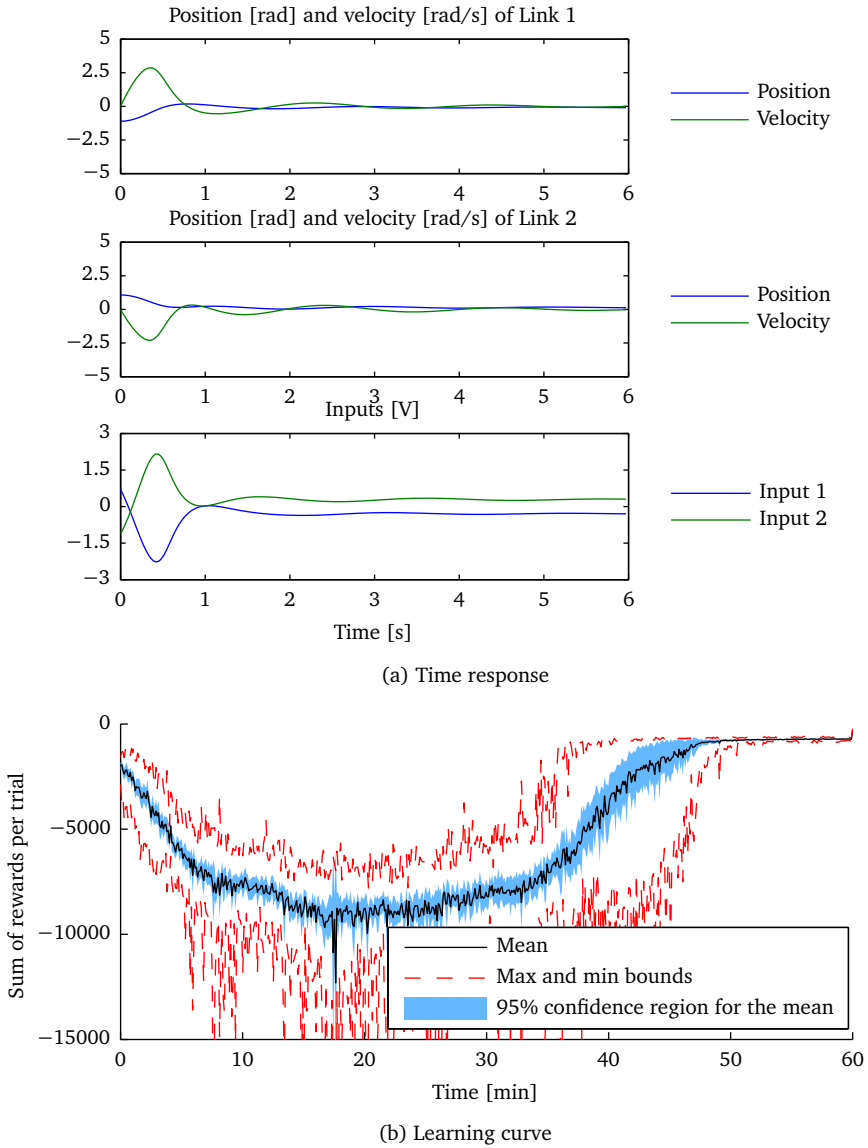 Position [rad] and velocity [rad/s] of Link 1
5
2.5
0
−2.5
−5
0 1 2 3 4 5 6
Position
Velocity
Position [rad] and velocity [rad/s] of Link 2
5
2.5
0
−2.5
−5
0 1 2 3 4 5 6
Position
Velocity
Inputs [V]
3
1.5
0
−1.5
−3
0 1 2 3 4 5 6
Input 1
Input 2
Time [s]
(a) Time response
0
−5000
−10000
−15000
Sum of rewards per trial
Mean
Max and min bounds
95% confidence region for the mean
0 10 20 30 40 50 60
Time [min]
(b) Learning curve